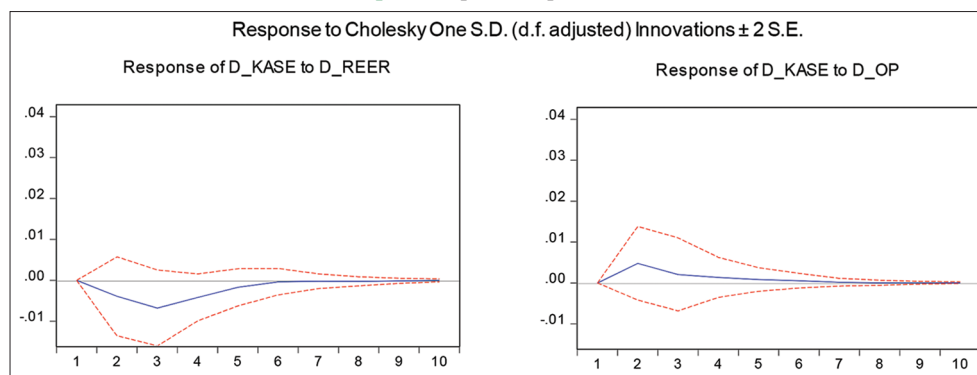 Response to Cholesky One S.D. (d.f. adjusted) Innovations ± 2 S.E.
Response of D_KASE to D_REER
.04
.03
.02
.01
.00
-.01
1 2 3 4 5 6 7 8 9 10
Response of D_KASE to D_OP
.04
.03
.02
.01
.00
-.01
1 2 3 4 5 6 7 8 9 10